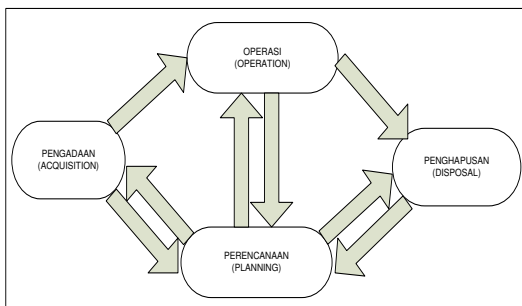 OPERASI
(OPERATION)
PENGADAAN
(ACQUISITION)
PENGHAPUSAN
(DISPOSAL)
PERENCANAAN
(PLANNING)